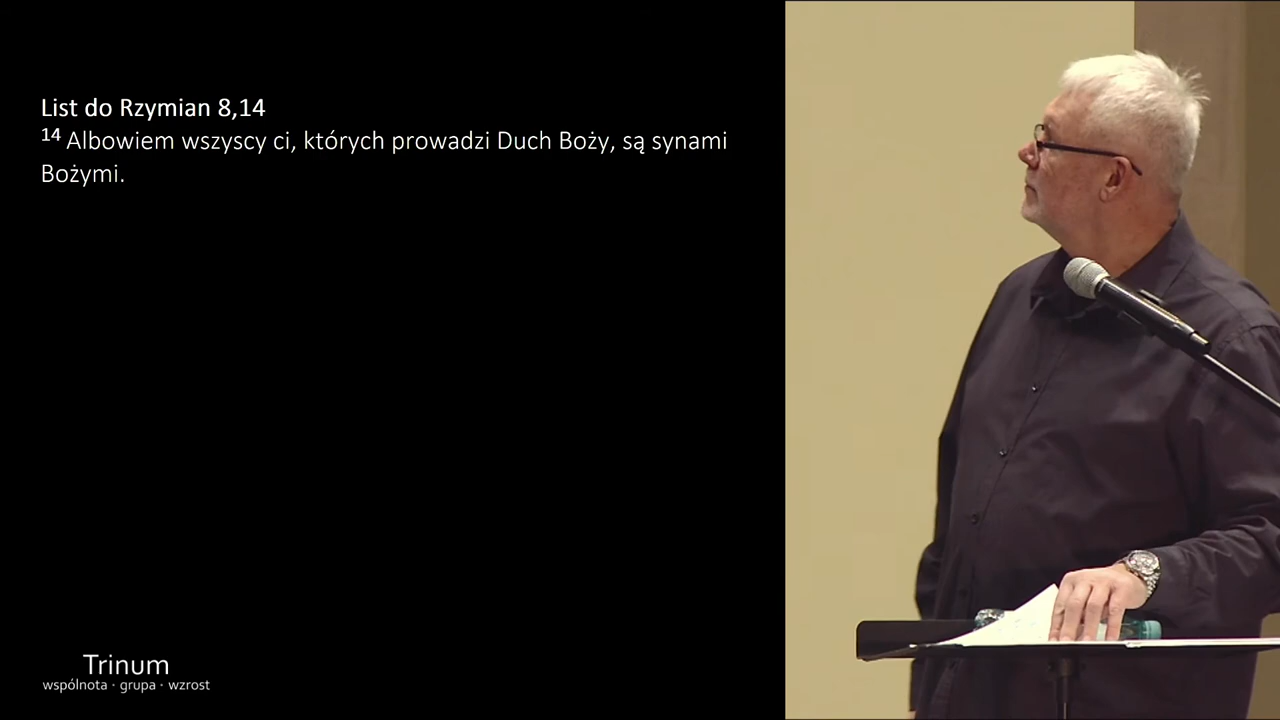 List do Rzymian 8,14
14 Albowiem wszyscy ci, których prowadzi Duch Boży, są synami
Bożymi.
Trinum
wspólnota · grupa · wzrost